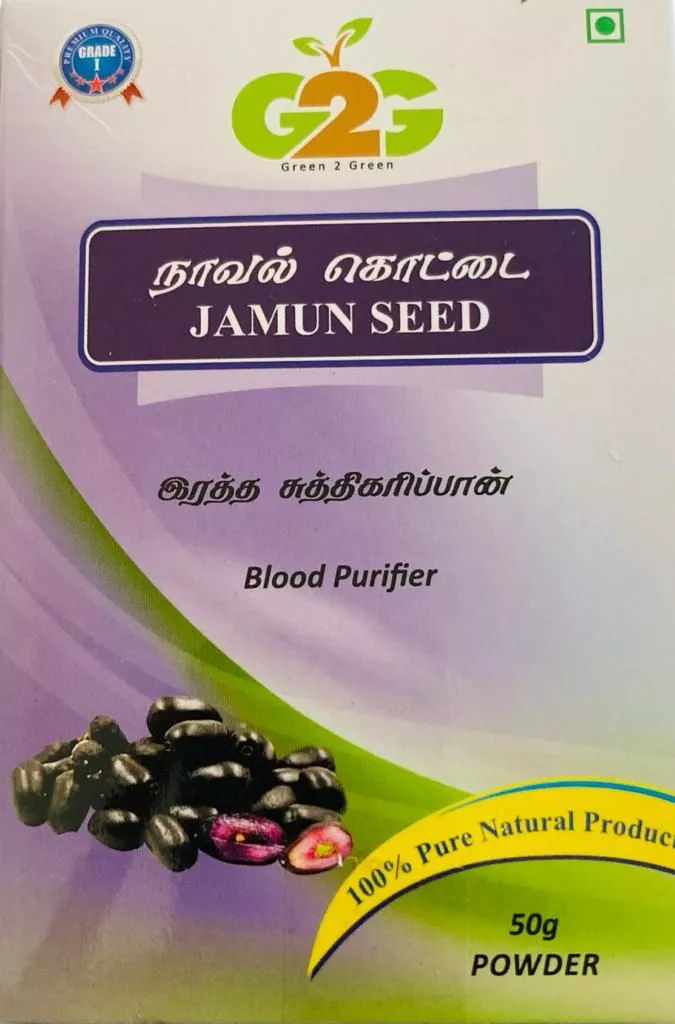 PREMIUM QUALITY
GRADE
I
G2G
Green 2 Green
நாவல் கொட்டை
JAMUN SEED
இரத்த சுத்திகரிப்பான்
Blood Purifier
100% Pure Natural Produc
50g
POWDER